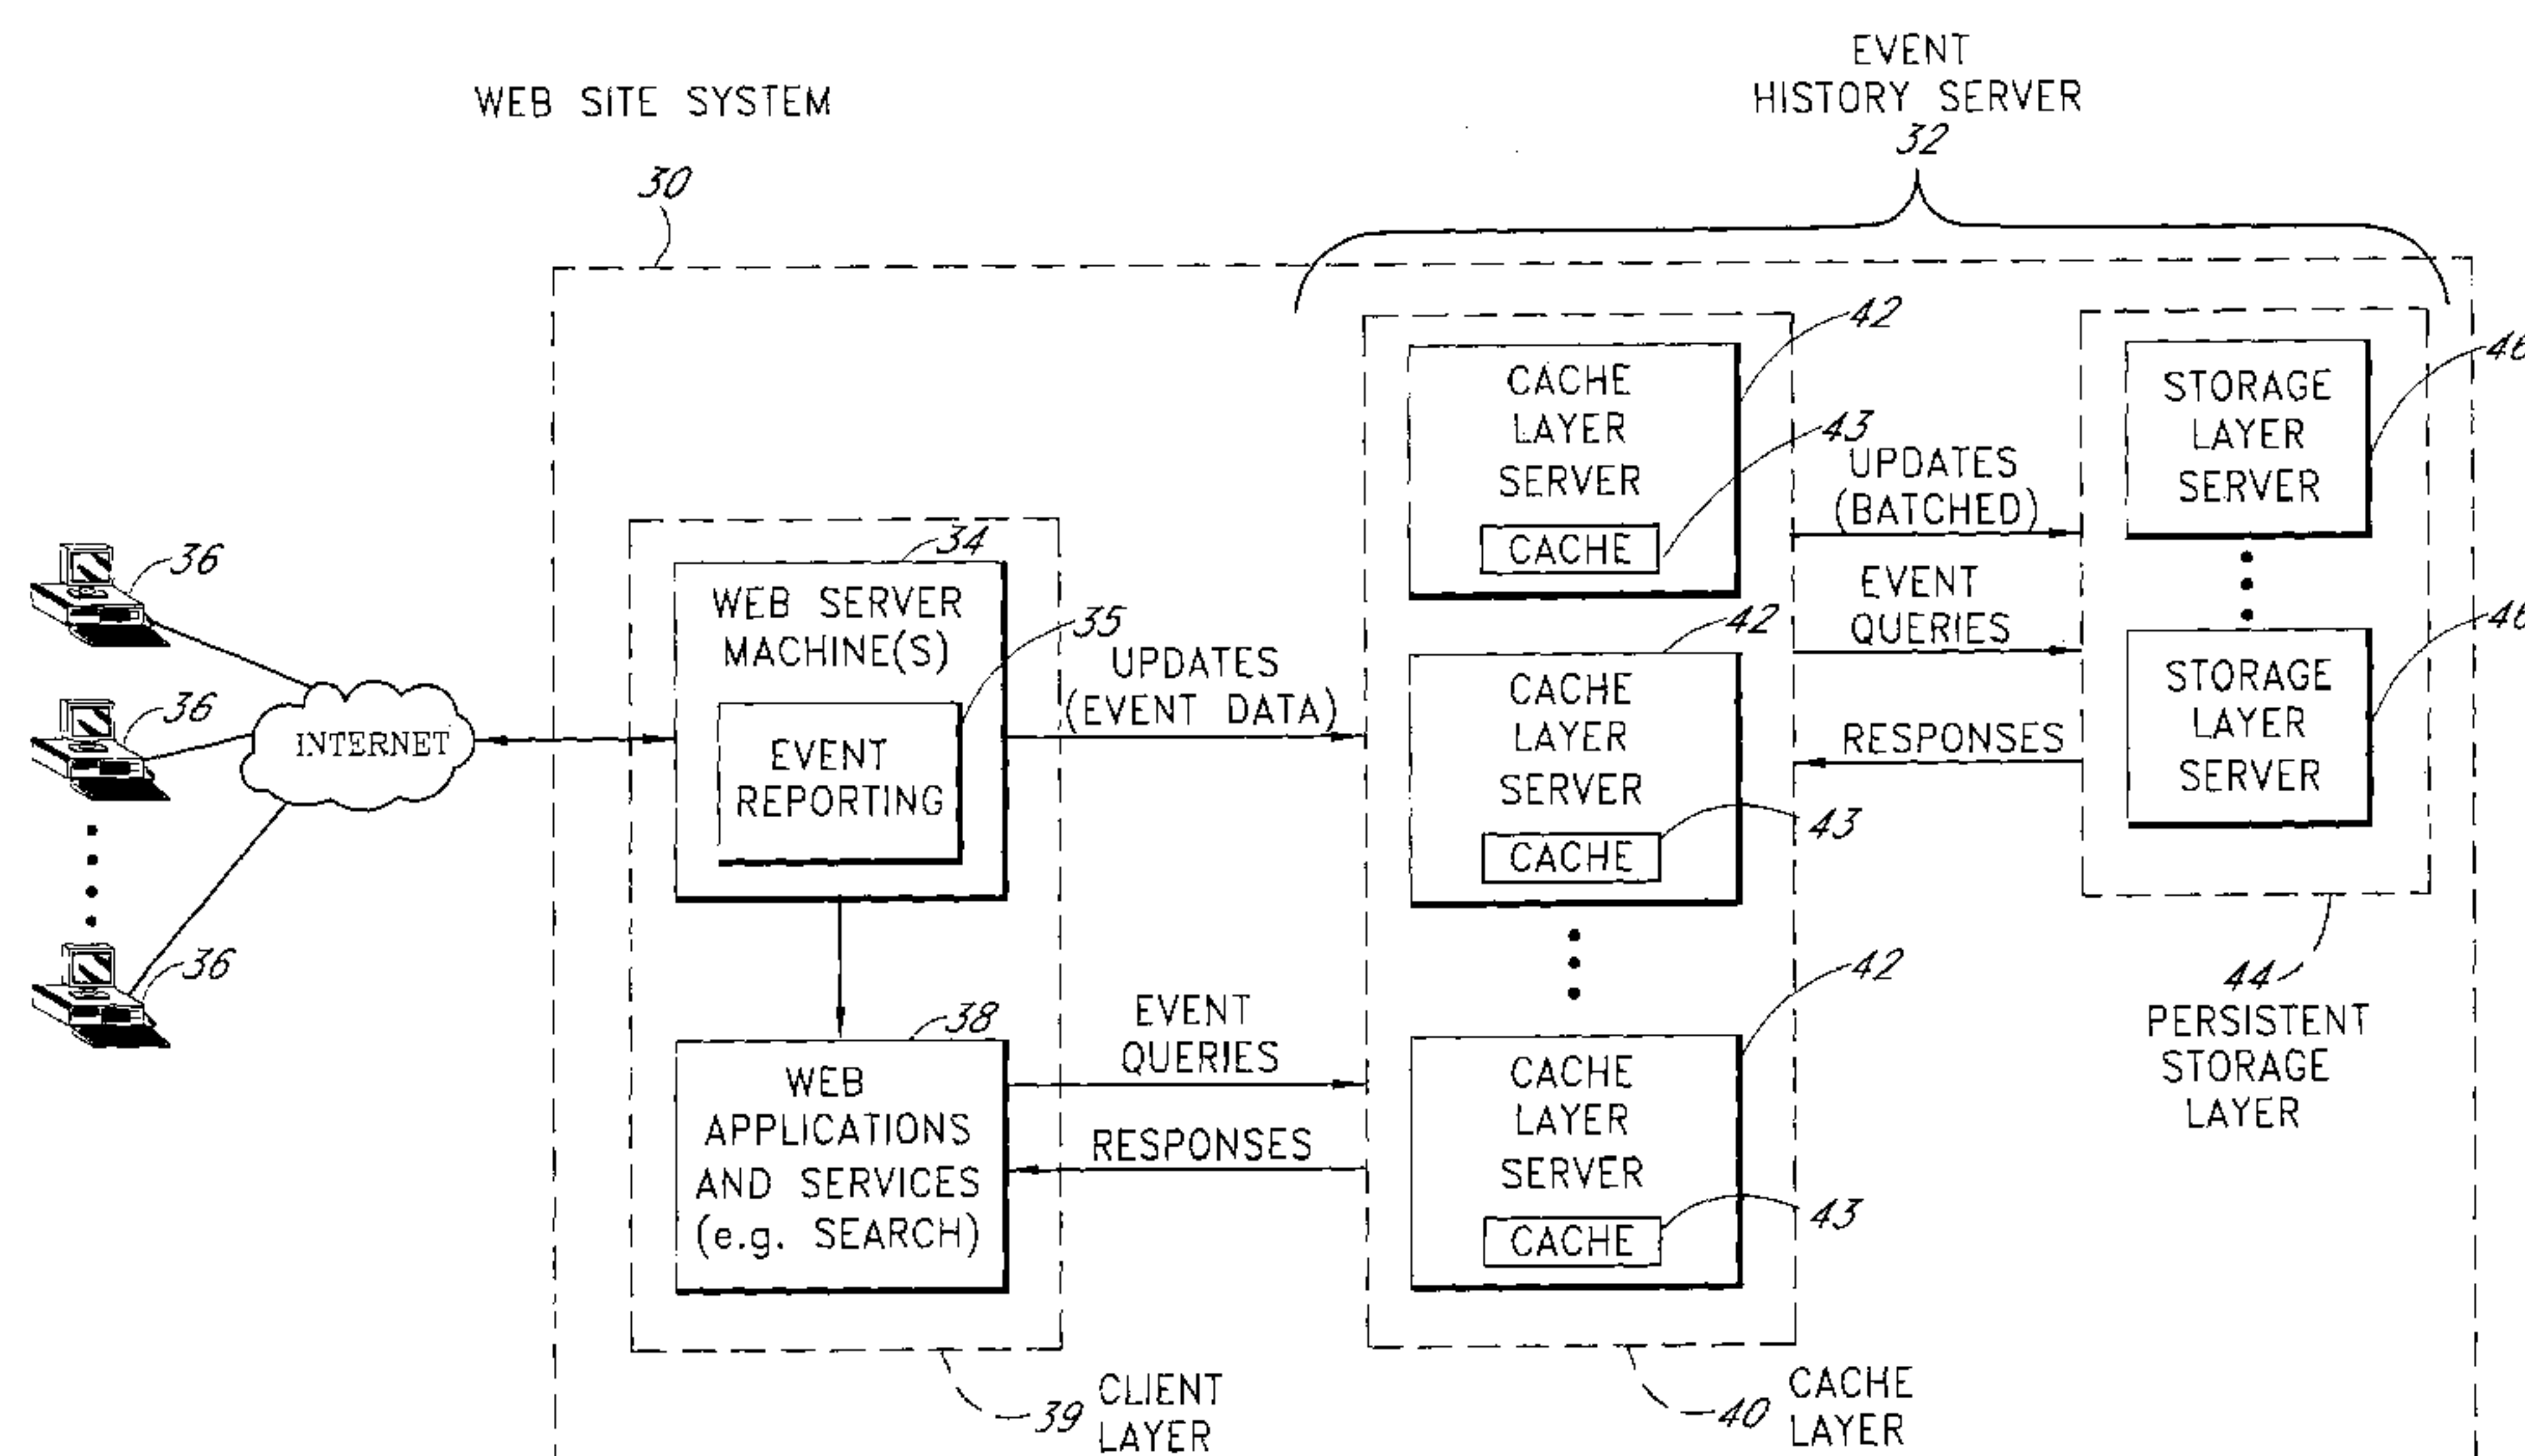 WEB SITE SYSTEM
30
EVENT
HISTORY SERVER
32
36
36
36
INTERNET
34
WEB SERVER
MACHINE(S)
35
EVENT
REPORTING
38
WEB
APPLICATIONS
AND SERVICES
(e.g. SEARCH)
39
CLIENT
LAYER
UPDATES
(EVENT DATA)
EVENT
QUERIES
RESPONSES
42
CACHE
LAYER
SERVER
43
CACHE
42
CACHE
LAYER
SERVER
43
CACHE
42
CACHE
LAYER
SERVER
43
CACHE
40
CACHE
LAYER
UPDATES
(BATCHED)
EVENT
QUERIES
RESPONSES
46
STORAGE
LAYER
SERVER
46
STORAGE
LAYER
SERVER
44
PERSISTENT
STORAGE
LAYER